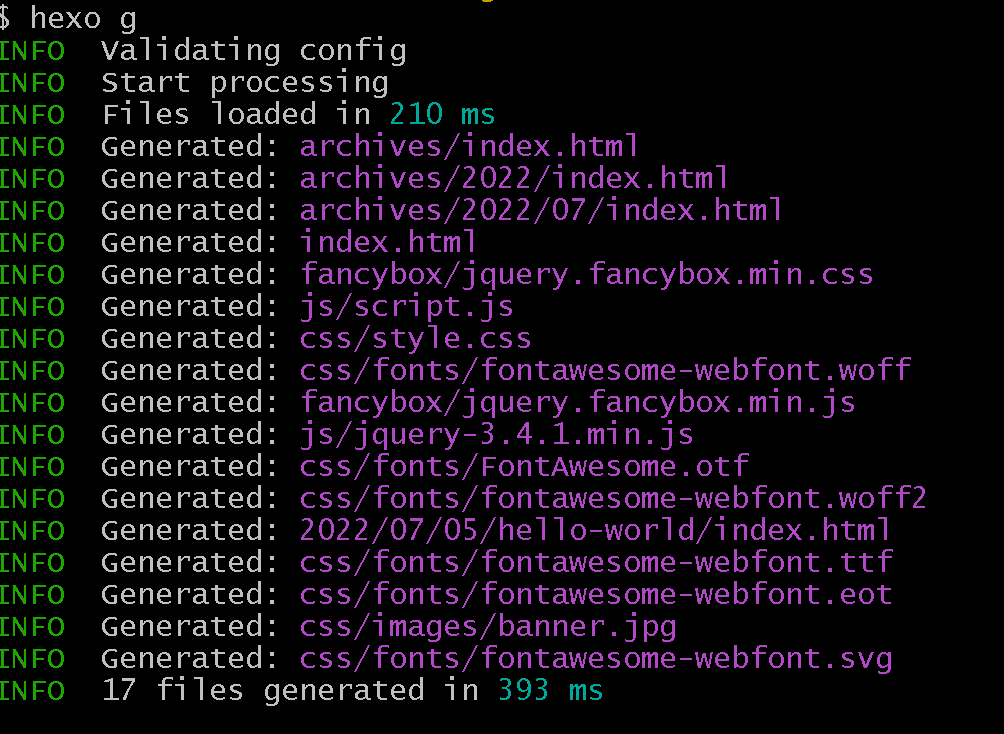 $ hexo g
INFO  Validating config
INFO  Start processing
INFO  Files loaded in 210 ms
INFO  Generated: archives/index.html
INFO  Generated: archives/2022/index.html
INFO  Generated: archives/2022/07/index.html
INFO  Generated: index.html
INFO  Generated: fancybox/jquery.fancybox.min.css
INFO  Generated: js/script.js
INFO  Generated: css/style.css
INFO  Generated: css/fonts/fontawesome-webfont.woff
INFO  Generated: fancybox/jquery.fancybox.min.js
INFO  Generated: js/jquery-3.4.1.min.js
INFO  Generated: css/fonts/FontAwesome.otf
INFO  Generated: css/fonts/fontawesome-webfont.woff2
INFO  Generated: 2022/07/05/hello-world/index.html
INFO  Generated: css/fonts/fontawesome-webfont.ttf
INFO  Generated: css/fonts/fontawesome-webfont.eot
INFO  Generated: css/images/banner.jpg
INFO  Generated: css/fonts/fontawesome-webfont.svg
INFO  17 files generated in 393 ms